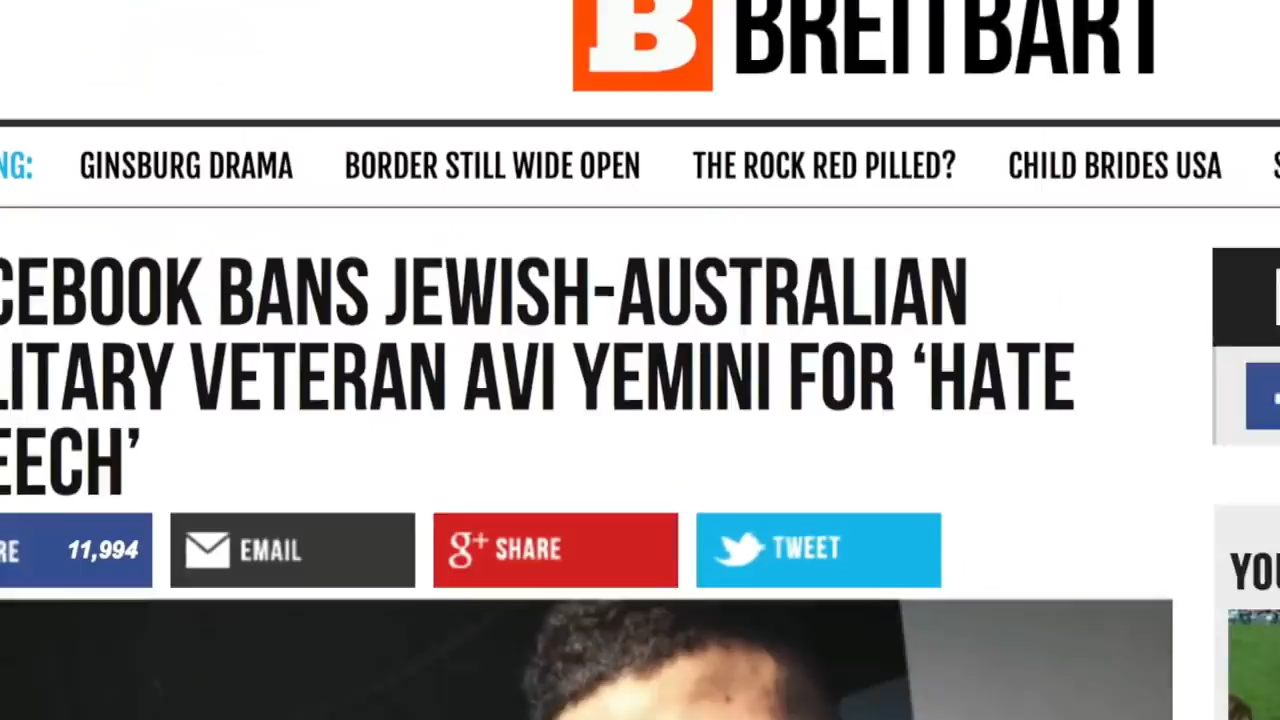 B BREITBART
NG: GINSBURG DRAMA BORDER STILL WIDE OPEN THE ROCK RED PILLED? CHILD BRIDES USA
CEBOOK BANS JEWISH-AUSTRALIAN
LITARY VETERAN AVI YEMINI FOR ‘HATE
EECH’
RE 11,994 EMAIL g+ SHARE TWEET
YOU